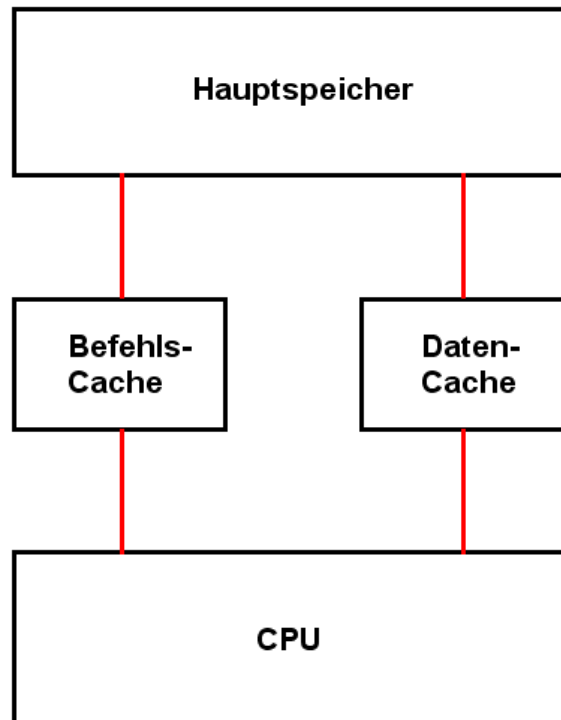 Hauptspeicher
Befehls-
Cache
Daten-
Cache
CPU